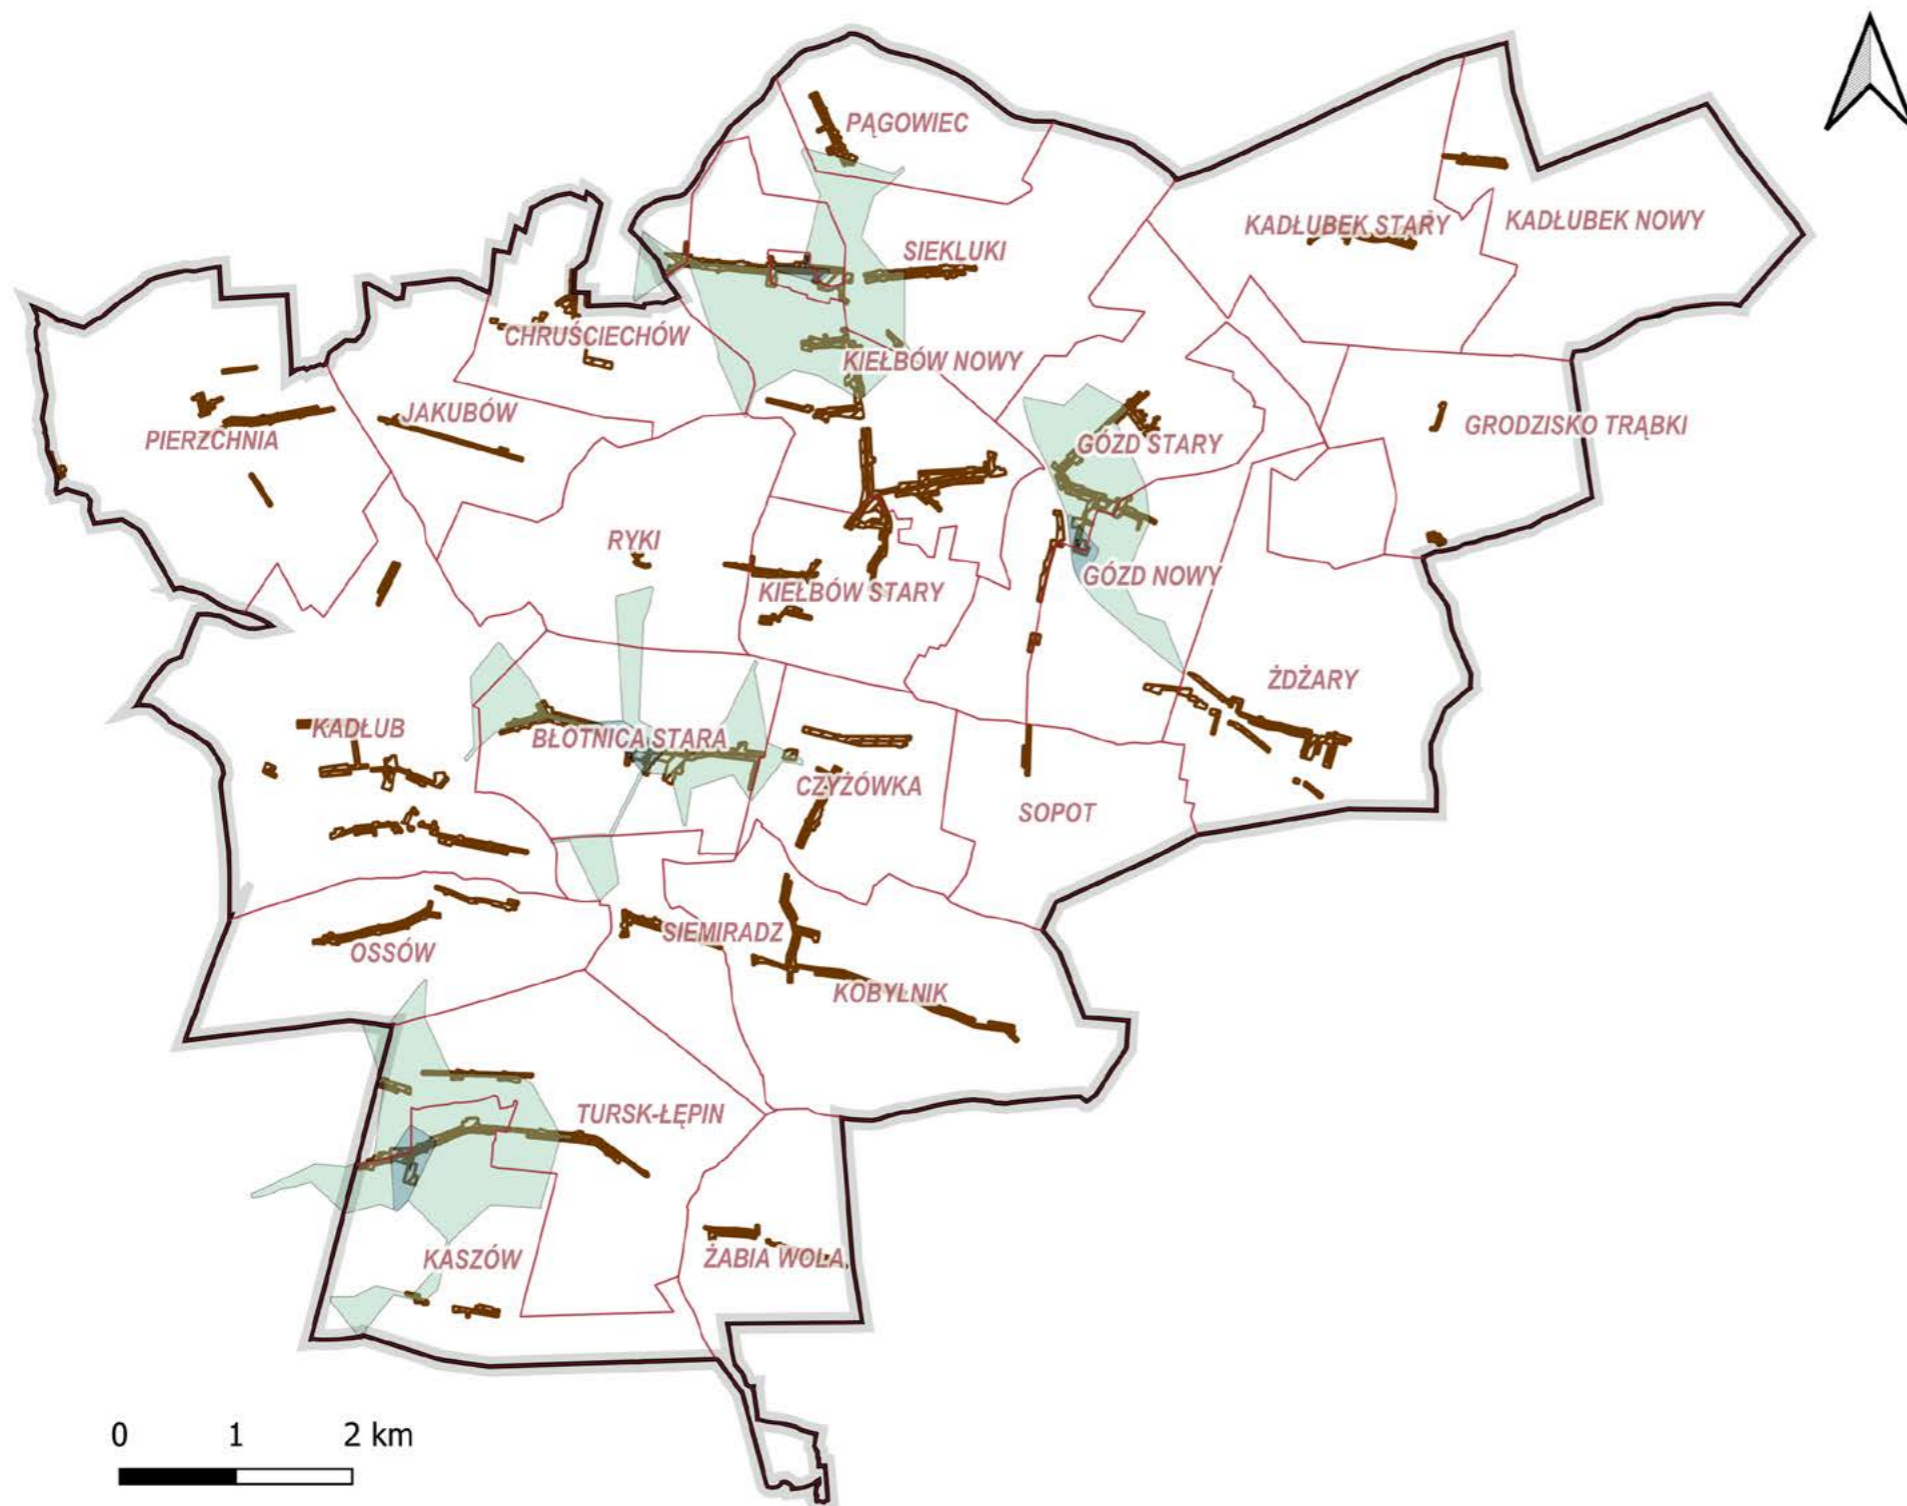 PĄGOWIEC
KADŁUBEK STARY
KADŁUBEK NOWY
SIEKLUKI
CHRUŚCIECHÓW
KIEŁBÓW NOWY
JAKUBÓW
PIERZCHNIA
GÓZD STARY
GRODZISKO TRĄBKI
RYKI
KIEŁBÓW STARY
GÓZD NOWY
ŻDŻARY
KADŁUB
BŁOTNICA STARA
CZYŻÓWKA
SOPOT
SIEMIRADZ
OSSÓW
KOBYLNIK
TURSK-ŁĘPIN
KASZÓW
ŻABIA WOLA
0 1 2 km